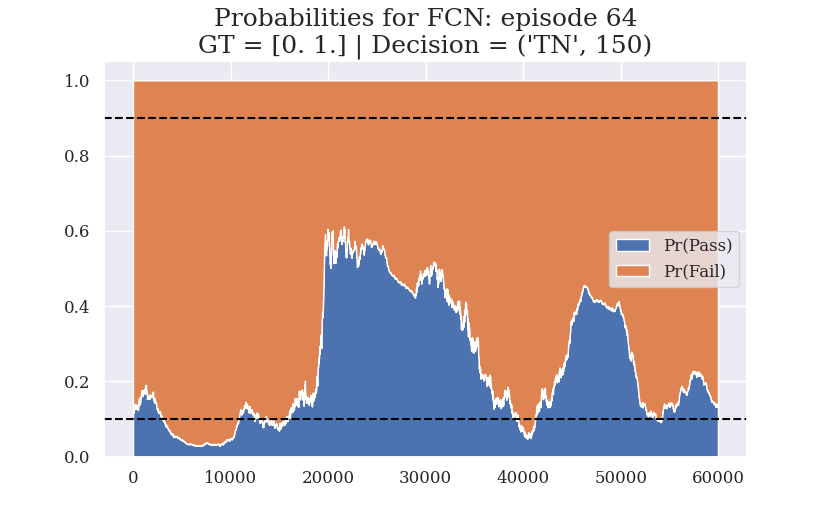 Probabilities for FCN: episode 64
GT = [0. 1.] | Decision = ('TN', 150)
1.0
0.8
0.6
0.4
0.2
0.0
Pr(Pass)
Pr(Fail)
0 10000 20000 30000 40000 50000 60000